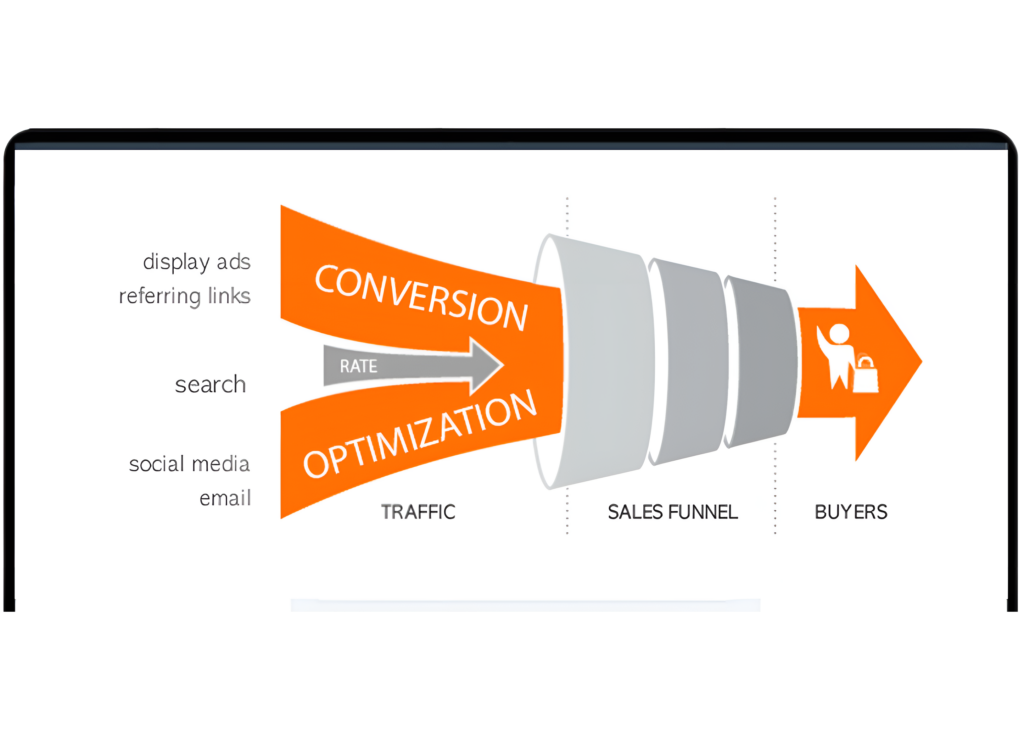 display ads
referring links
search
social media
email
CONVERSION
RATE
OPTIMIZATION
TRAFFIC
SALES FUNNEL
BUYERS